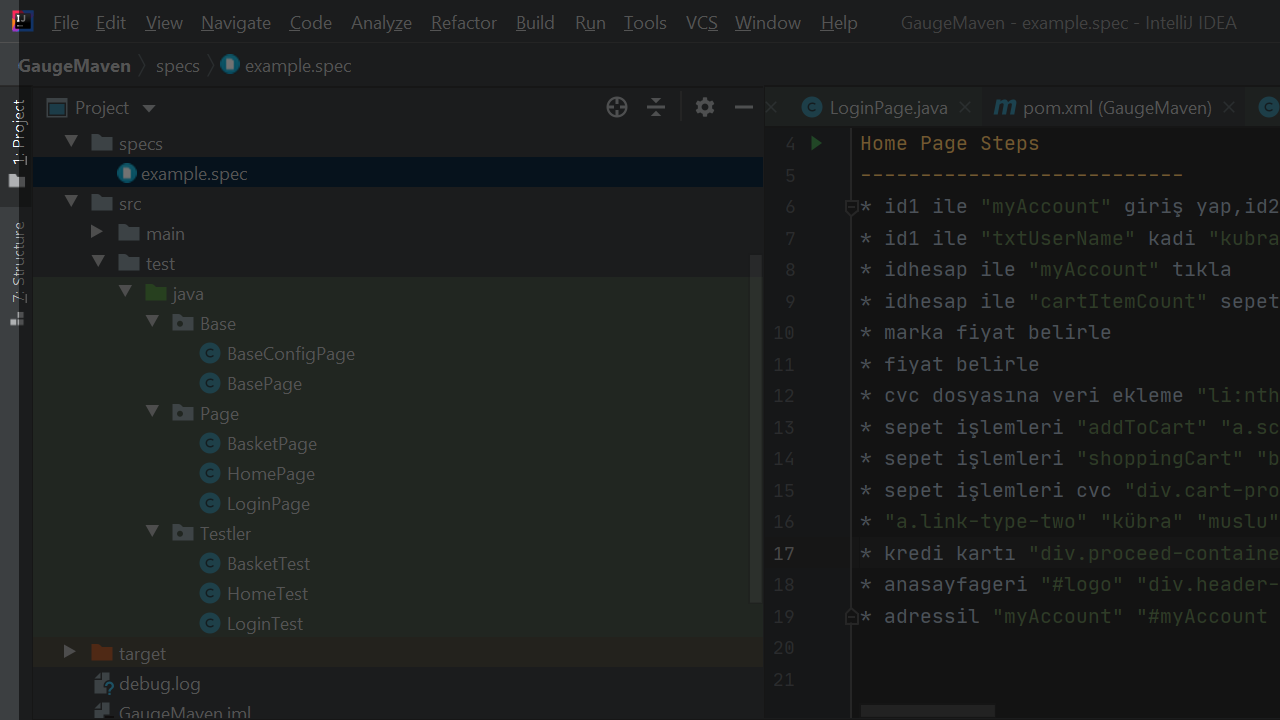 File Edit View Navigate Code Analyze Refactor Build Run Tools VCS Window Help GaugeMaven - example.spec - IntelliJ IDEA
GaugeMaven specs example.spec
1: Project
7: Structure
Project
specs
example.spec
src
main
test
java
Base
BaseConfigPage
BasePage
Page
BasketPage
HomePage
LoginPage
Testler
BasketTest
HomeTest
LoginTest
target
debug.log
GaugeMaven.iml
LoginPage.java pom.xml (GaugeMaven)
4 Home Page Steps
5 ---------------------------
6 * id1 ile "myAccount" giriş yap,id2
7 * id1 ile "txtUserName" kadi "kubra
8 * idhesap ile "myAccount" tıkla
9 * idhesap ile "cartItemCount" sepet
10 * marka fiyat belirle
11 * fiyat belirle
12 * cvc dosyasına veri ekleme "li:nth
13 * sepet işlemleri "addToCart" "a.sc
14 * sepet işlemleri "shoppingCart" "b
15 * sepet işlemleri cvc "div.cart-pro
16 * "a.link-type-two" "kübra" "muslu"
17 * kredi kartı "div.proceed-containe
18 * anasayfageri "#logo" "div.header-
19 * adressil "myAccount" "#myAccount
20
21